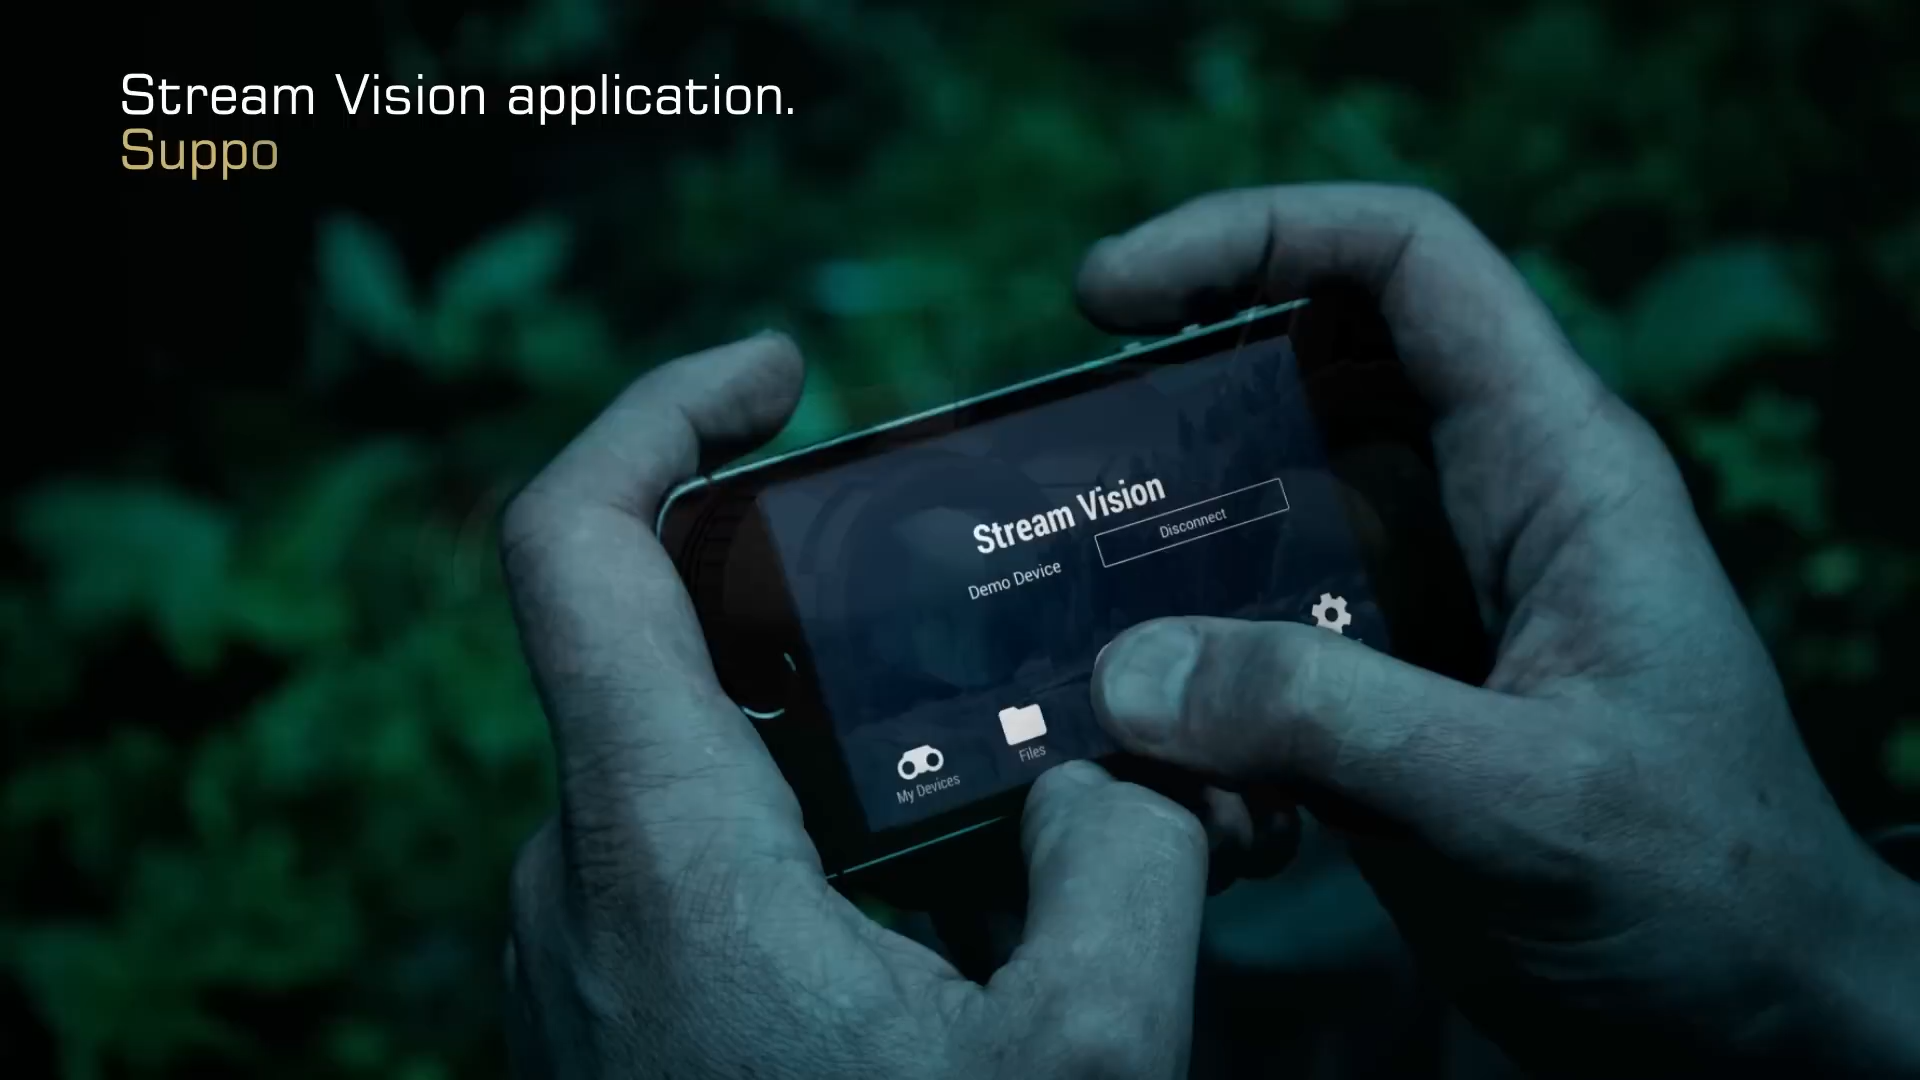 Stream Vision application.
Suppo
Stream Vision
Demo Device
Disconnect
Files
My Devices